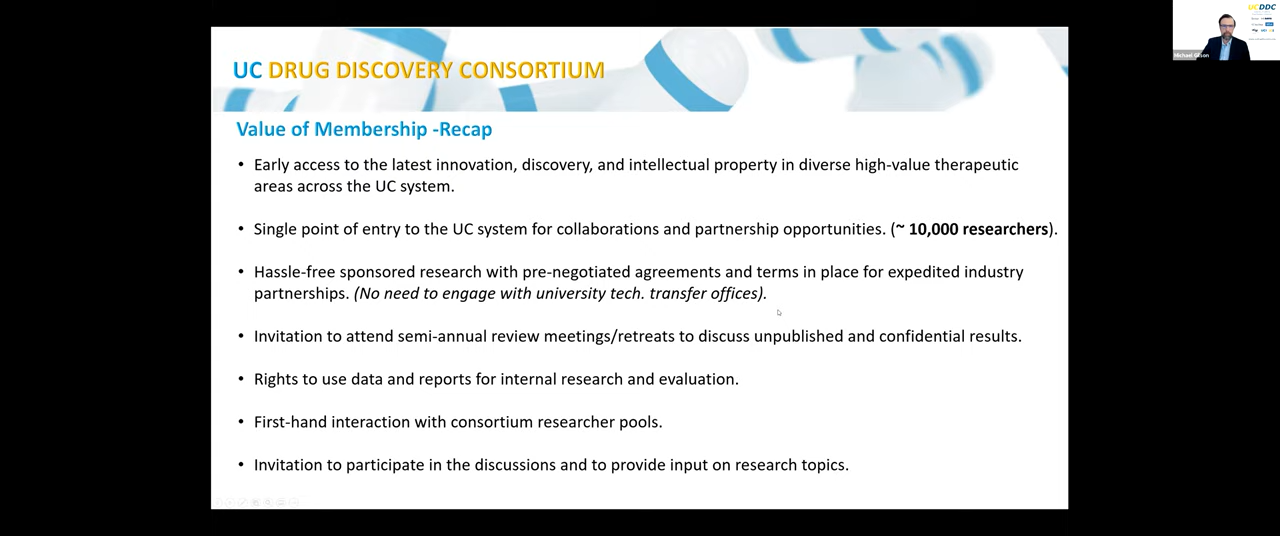 UC DRUG DISCOVERY CONSORTIUM
Value of Membership -Recap
• Early access to the latest innovation, discovery, and intellectual property in diverse high-value therapeutic
areas across the UC system.
• Single point of entry to the UC system for collaborations and partnership opportunities. (~ 10,000 researchers).
• Hassle-free sponsored research with pre-negotiated agreements and terms in place for expedited industry
partnerships. (No need to engage with university tech. transfer offices).
• Invitation to attend semi-annual review meetings/retreats to discuss unpublished and confidential results.
• Rights to use data and reports for internal research and evaluation.
• First-hand interaction with consortium researcher pools.
• Invitation to participate in the discussions and to provide input on research topics.
UCDDC
Michael Gilson